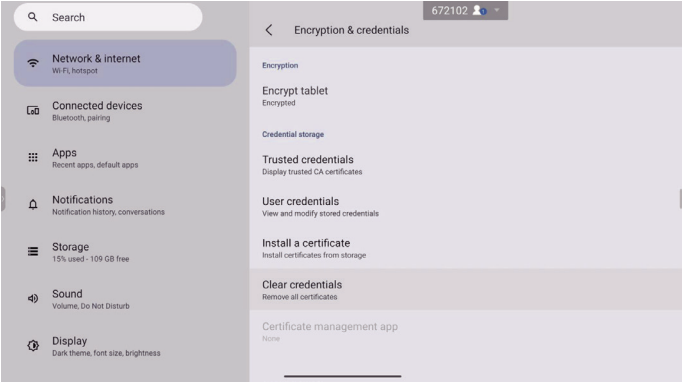 Search
Network & internet
Wi-Fi, hotspot
Connected devices
Bluetooth, pairing
Apps
Recent apps, default apps
Notifications
Notification history, conversations
Storage
15% used - 109 GB free
Sound
Volume, Do Not Disturb
Display
Dark theme, font size, brightness
672102
Encryption & credentials
Encryption
Encrypt tablet
Encrypted
Credential storage
Trusted credentials
Display trusted CA certificates
User credentials
View and modify stored credentials
Install a certificate
Install certificates from storage
Clear credentials
Remove all certificates
Certificate management app
None